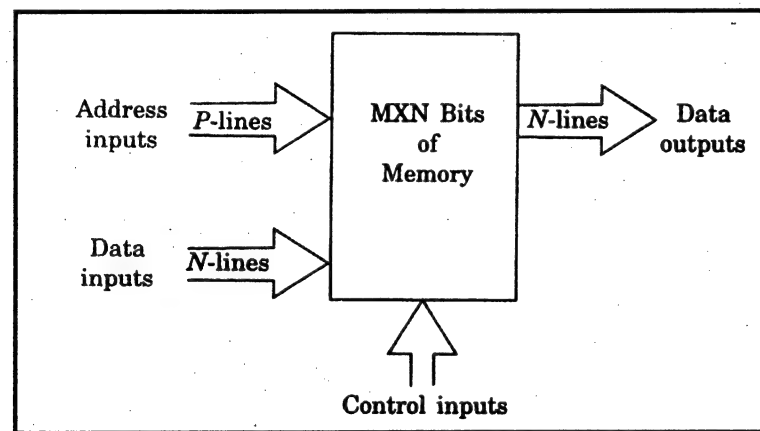 Address
inputs
P-lines
MXN Bits
of
Memory
N-lines
Data
outputs
Data
inputs
N-lines
Control inputs